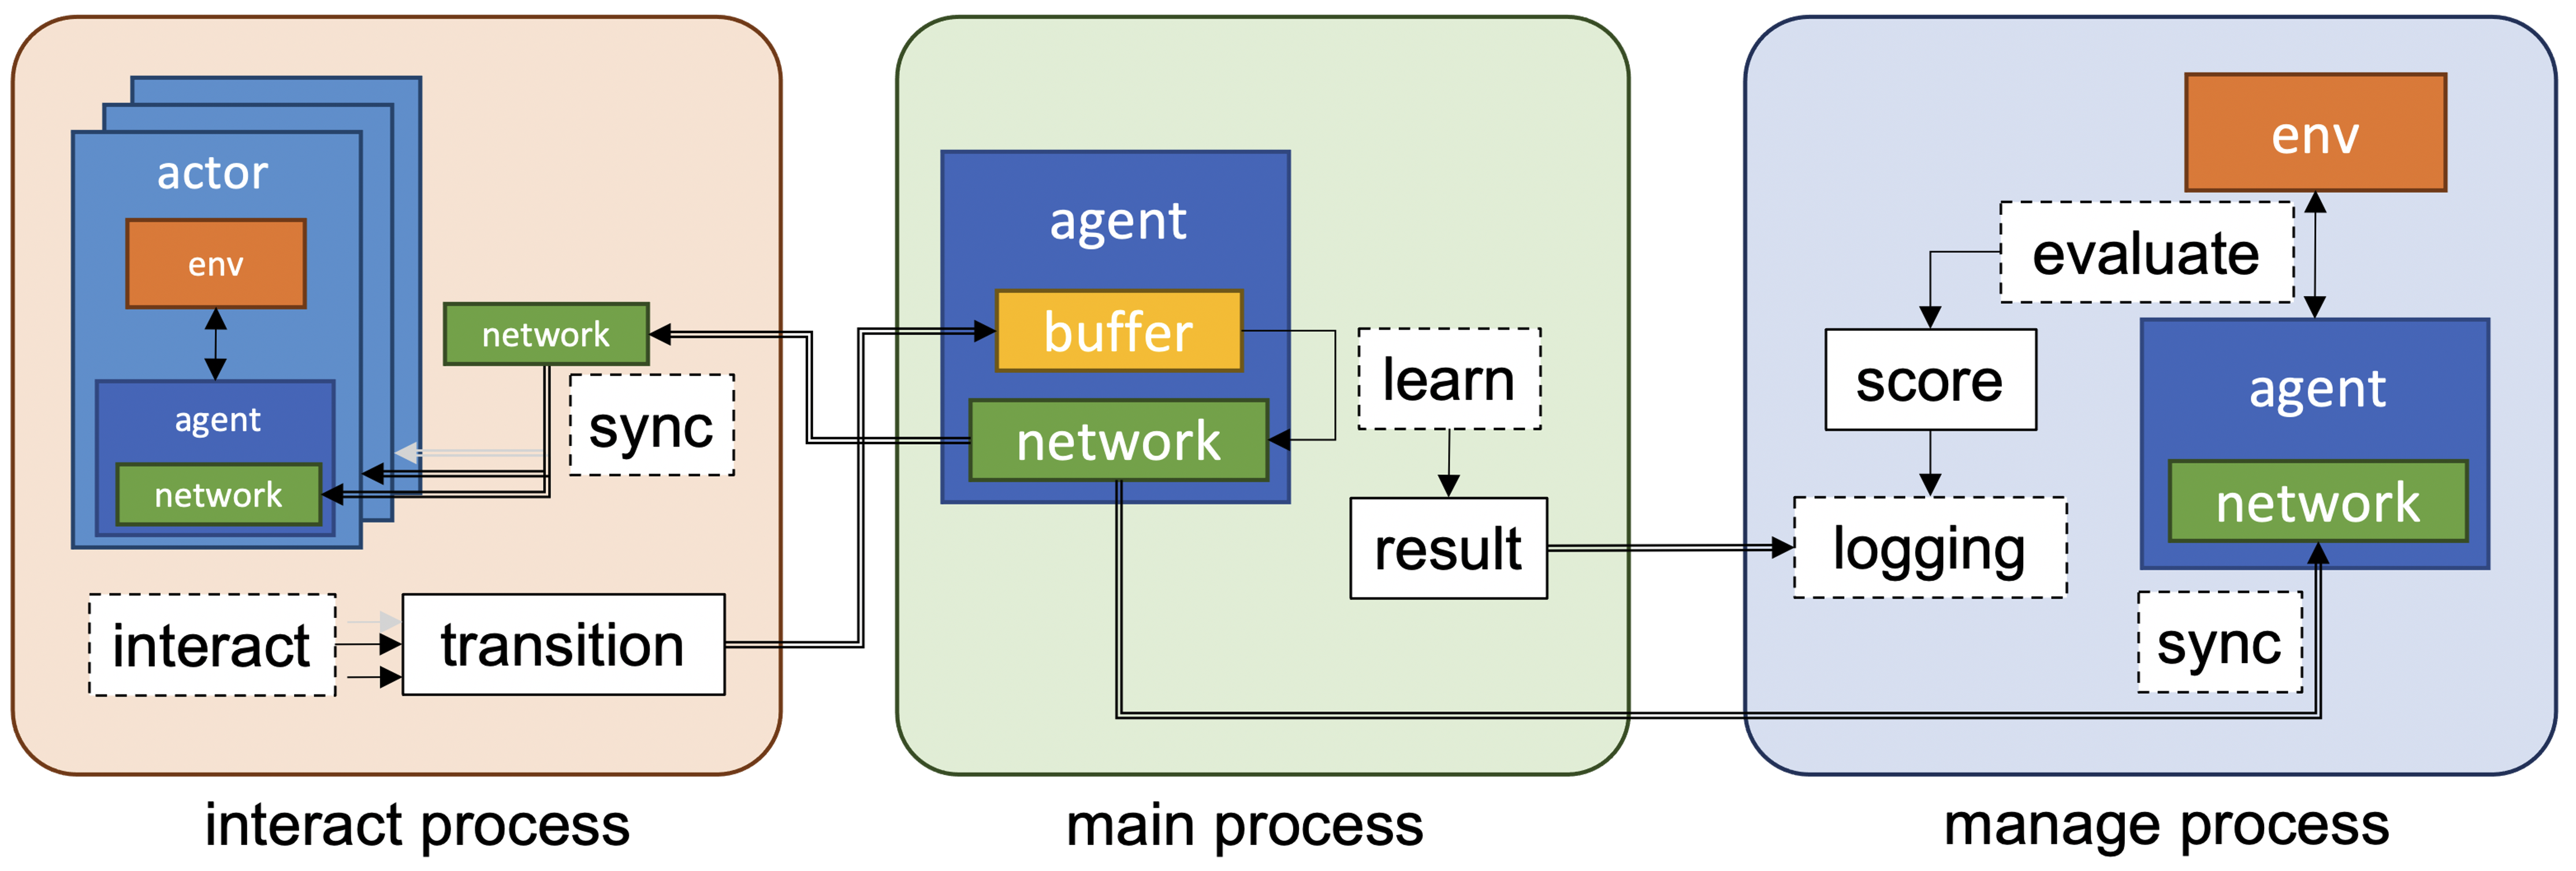 actor
env
agent
network
network
sync
interact
transition
interact process
agent
buffer
network
learn
result
main process
env
evaluate
score
agent
network
logging
sync
manage process